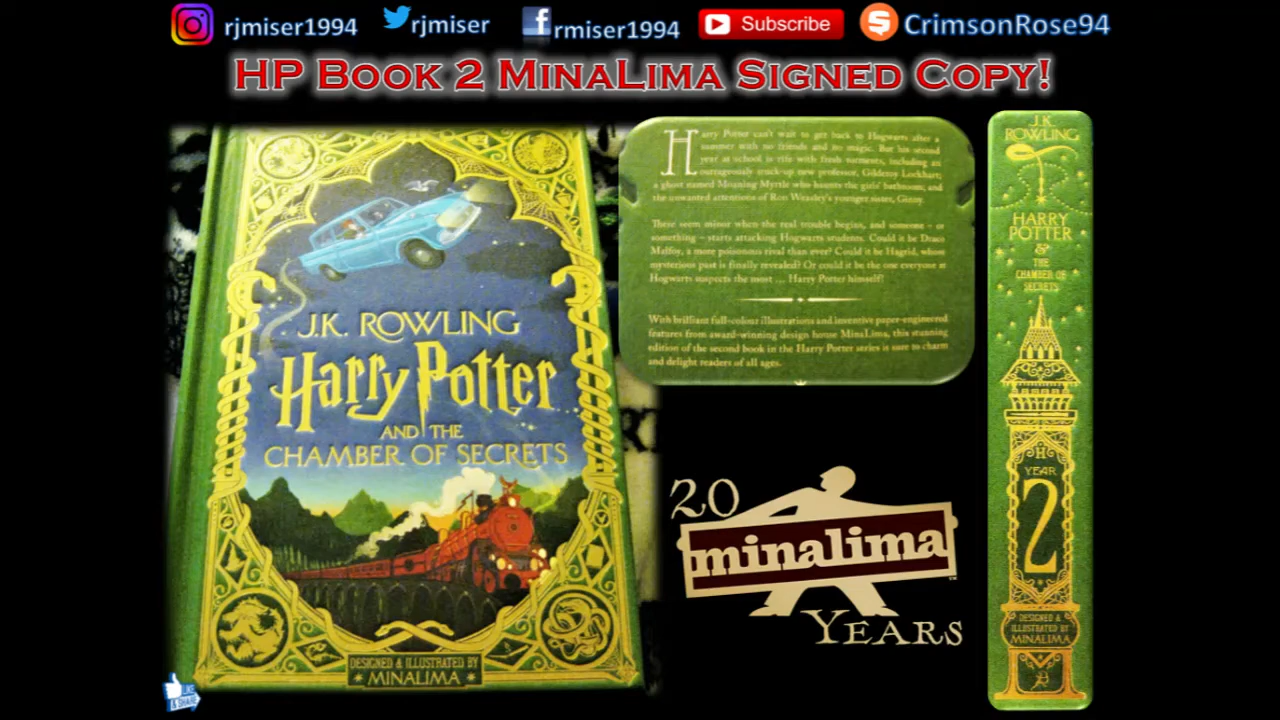 rjmiser1994 rjmiser rmiser1994 Subscribe CrimsonRose94
HP Book 2 MinaLima Signed Copy!
J.K. ROWLING
Harry Potter
AND THE
CHAMBER OF SECRETS
DESIGNED & ILLUSTRATED BY
MINALIMA
LIKE
& SHARE
Harry Potter can't wait to get back to Hogwarts after a
summer with no friends and no magic. But his second
year at school is rife with fresh torments, including an
outrageously stuck-up new professor, Gilderoy Lockhart;
a ghost named Moaning Myrtle who haunts the girls' bathroom; and
the unwanted attentions of Ron Weasley's younger sister, Ginny.
These seem minor when the real trouble begins, and someone – or
something – starts attacking Hogwarts students. Could it be Draco
Malfoy, a more poisonous rival than ever? Could it be Hagrid, whose
mysterious past is finally revealed? Or could it be the one everyone at
Hogwarts suspects the most ... Harry Potter himself?
With brilliant full-colour illustrations and inventive paper-engineered
features from award-winning design house MinaLima, this stunning
edition of the second book in the Harry Potter series is sure to charm
and delight readers of all ages.
20
minalima
TM
YEARS
J.K.
ROWLING
HARRY
POTTER
&
THE
CHAMBER OF
SECRETS
H
YEAR
2
DESIGNED &
ILLUSTRATED BY
MINALIMA